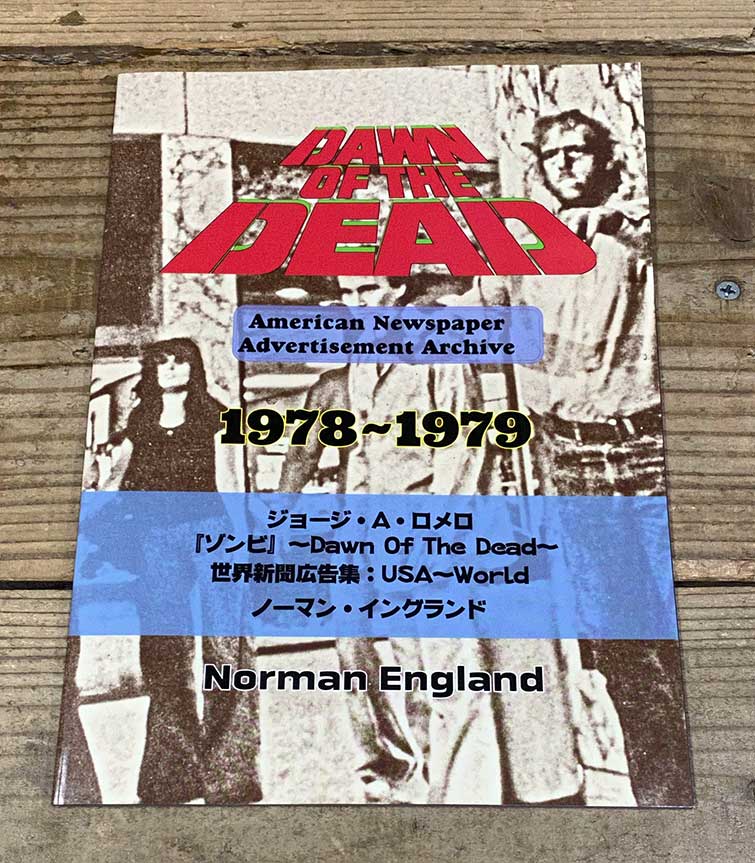 DAWN
OF THE
DEAD
American Newspaper
Advertisement Archive
1978~1979
ジョージ・A・ロメロ
『ゾンビ』〜Dawn Of The Dead〜
世界新聞広告集：USA〜World
ノーマン・イングランド
Norman England